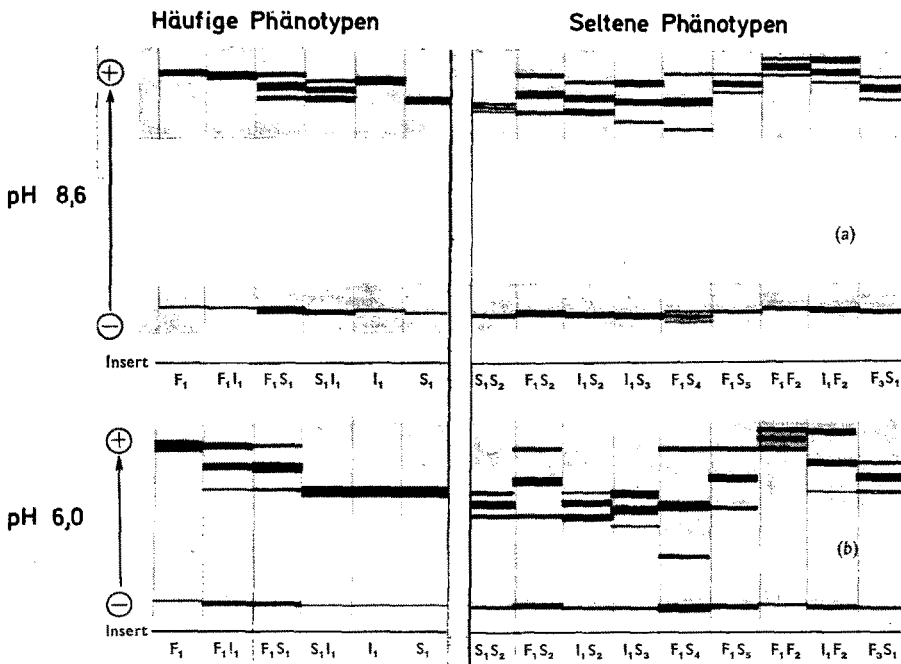 Häufige Phänotypen
Seltene Phänotypen
+
pH 8,6
(a)
−
Insert
F₁ F₁I₁ F₁S₁ S₁I₁ I₁ S₁ S₁S₂ F₁S₂ I₁S₂ I₁S₃ F₁S₄ F₁S₅ F₁F₂ I₁F₂ F₃S₁
+
pH 6,0
(b)
−
Insert
F₁ F₁I₁ F₁S₁ S₁I₁ I₁ S₁ S₁S₂ F₁S₂ I₁S₂ I₁S₃ F₁S₄ F₁S₅ F₁F₂ I₁F₂ F₃S₁